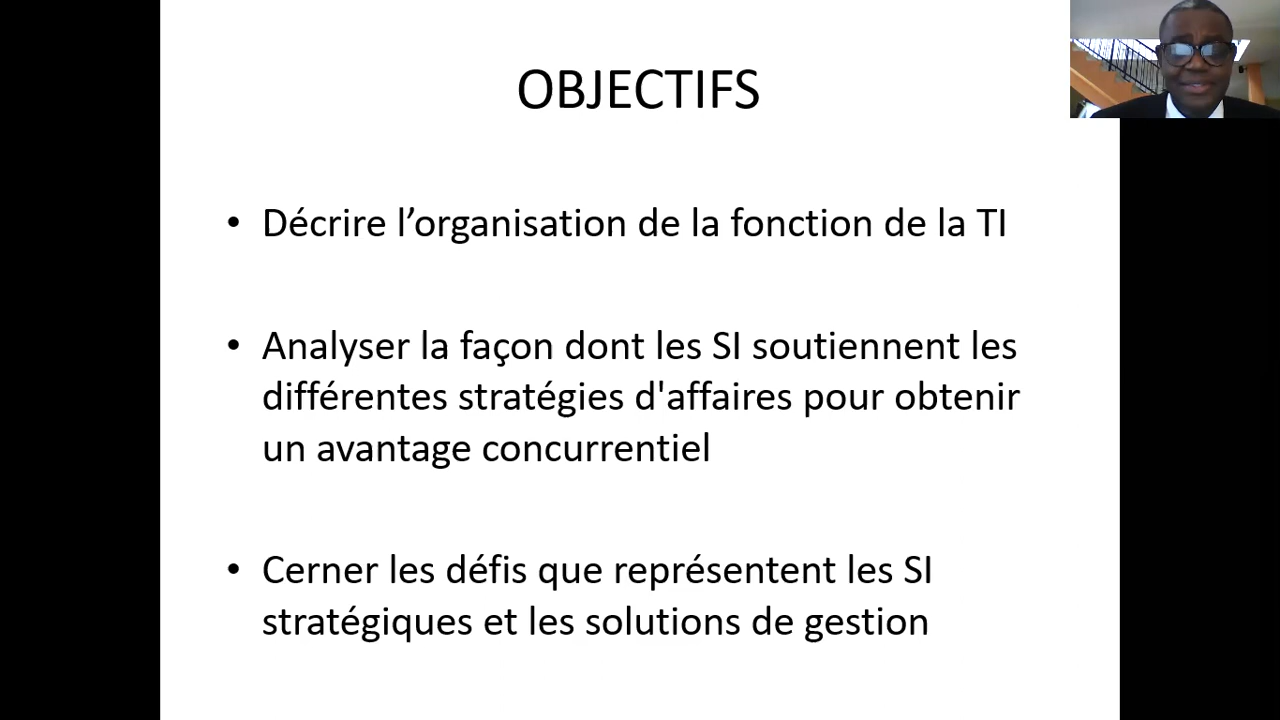 OBJECTIFS
• Décrire l’organisation de la fonction de la TI
• Analyser la façon dont les SI soutiennent les
différentes stratégies d'affaires pour obtenir
un avantage concurrentiel
• Cerner les défis que représentent les SI
stratégiques et les solutions de gestion